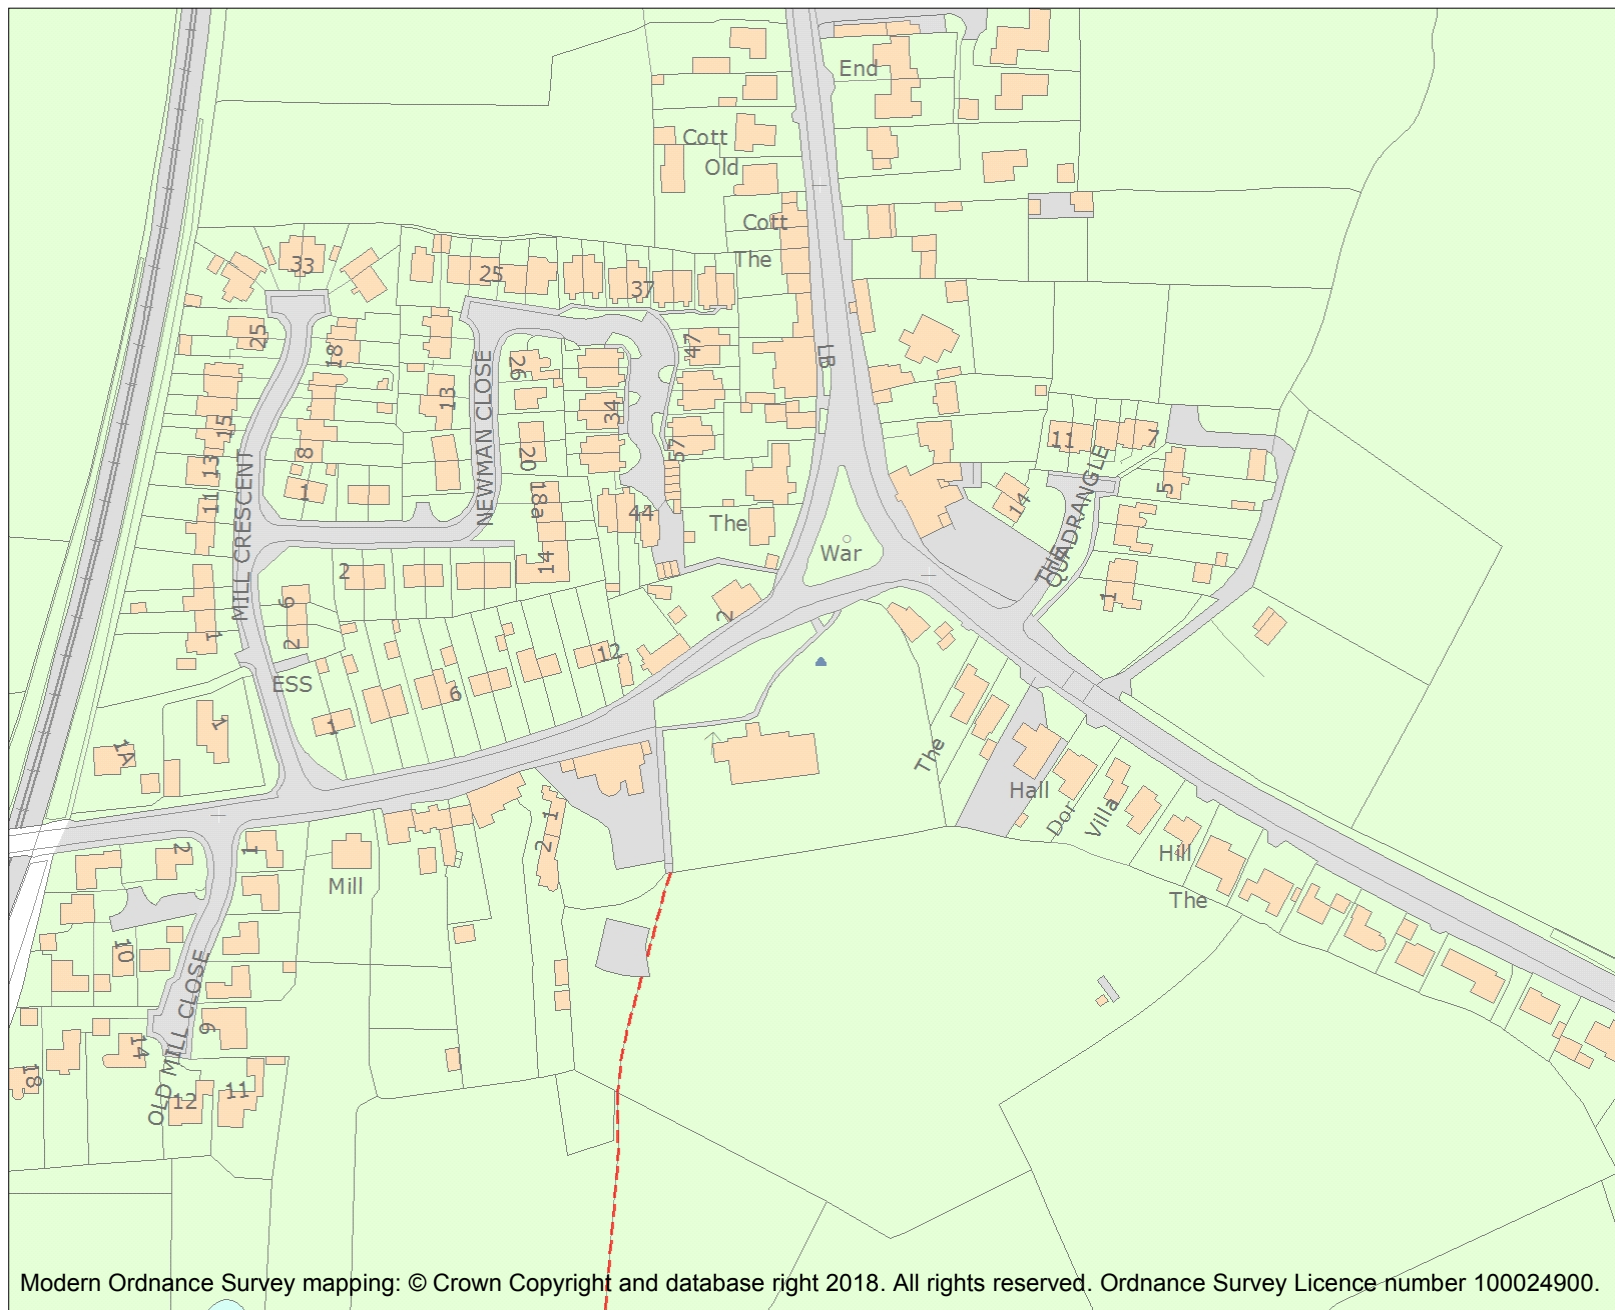 End
Cott
Old
Cott
The
33
25
37
25
18
47
LB
26
13
NEWMAN CLOSE
34
15
8
57
11
7
QUADRANGLE
THE
5
14
13
11
1
20
18a
44
The
War
MILL CRESCENT
14
2
9
2
1
1
2
12
ESS
6
1
1
1A
The
Hall
Dor
Villa
Hill
The
1
2
2
1
Mill
10
OLD MILL CLOSE
9
14
18
12
11
Modern Ordnance Survey mapping: © Crown Copyright and database right 2018. All rights reserved. Ordnance Survey Licence number 100024900.